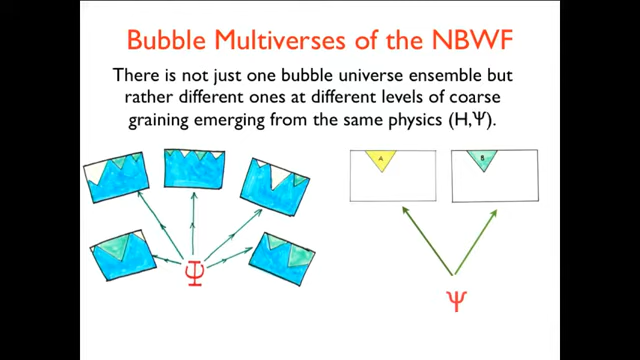 Bubble Multiverses of the NBWF
There is not just one bubble universe ensemble but
rather different ones at different levels of coarse
graining emerging from the same physics (H,Ψ).
A
B
Ψ
Ψ